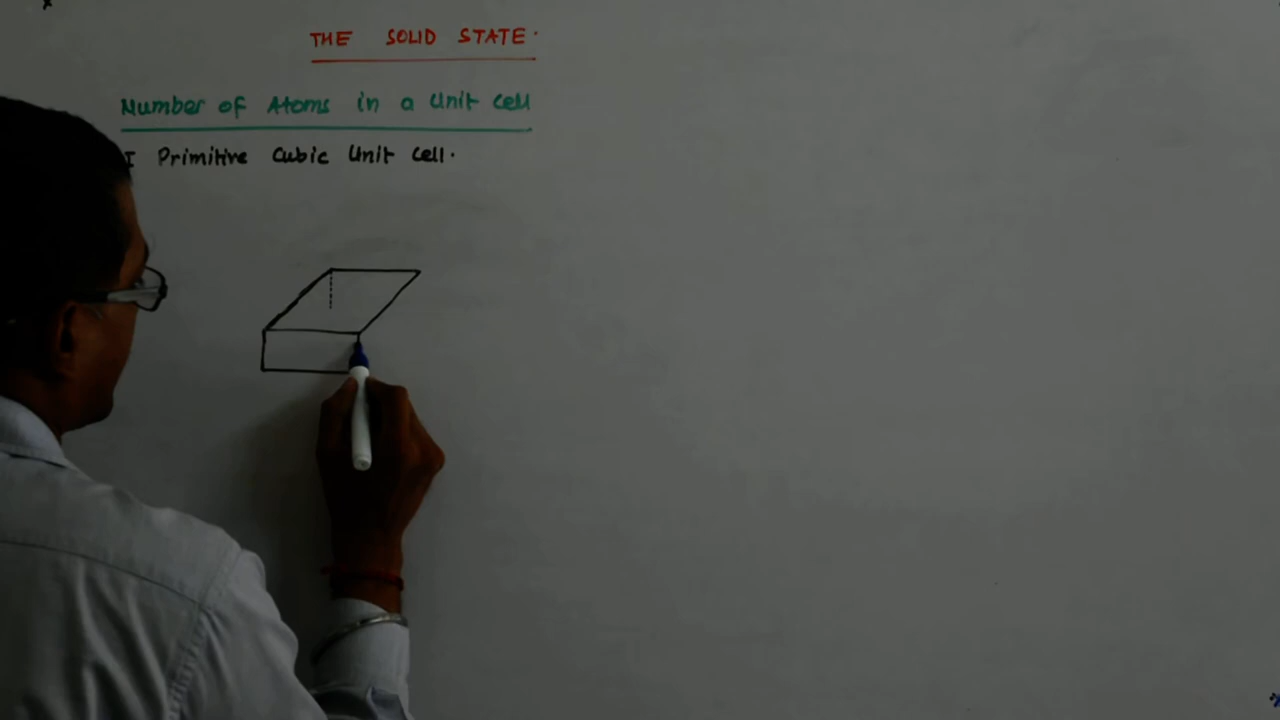 THE SOLID STATE.
Number of Atoms in a Unit cell
I Primitive Cubic Unit cell.